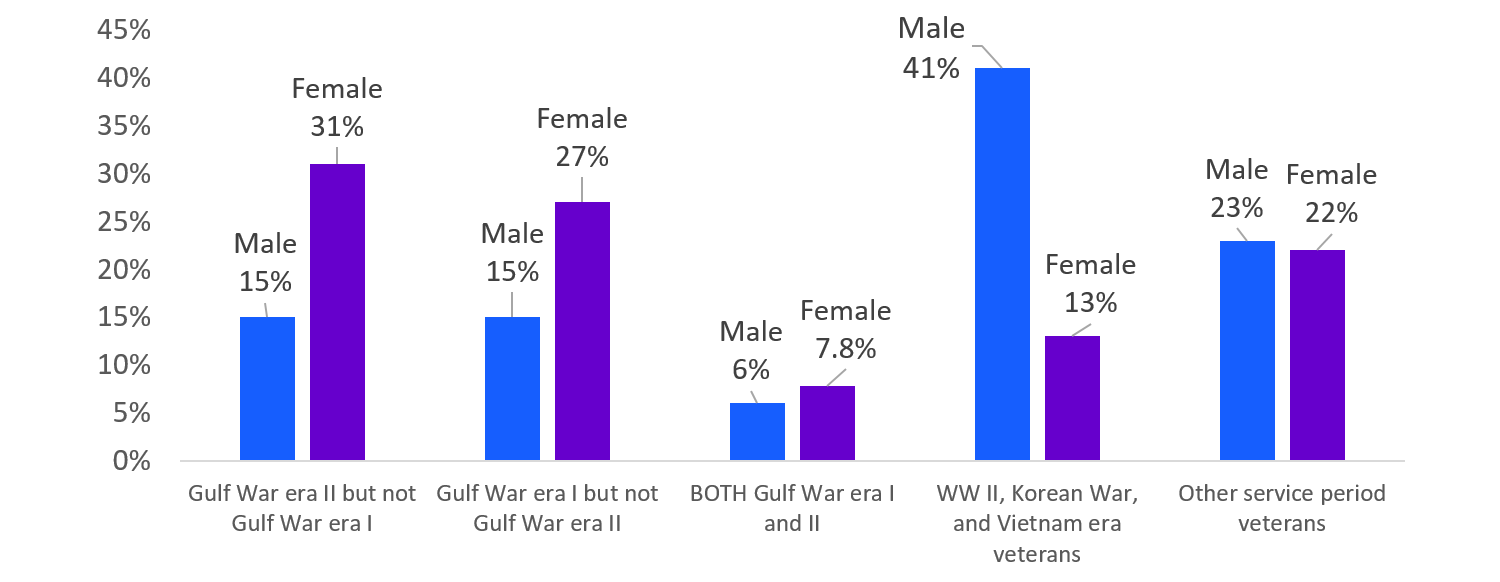 45%
40%
35%
30%
25%
20%
15%
10%
5%
0%
Male
15%
Female
31%
Male
15%
Female
27%
Male
6%
Female
7.8%
Male
41%
Female
13%
Male
23%
Female
22%
Gulf War era II but not
Gulf War era I
Gulf War era I but not
Gulf War era II
BOTH Gulf War era I
and II
WW II, Korean War,
and Vietnam era
veterans
Other service period
veterans